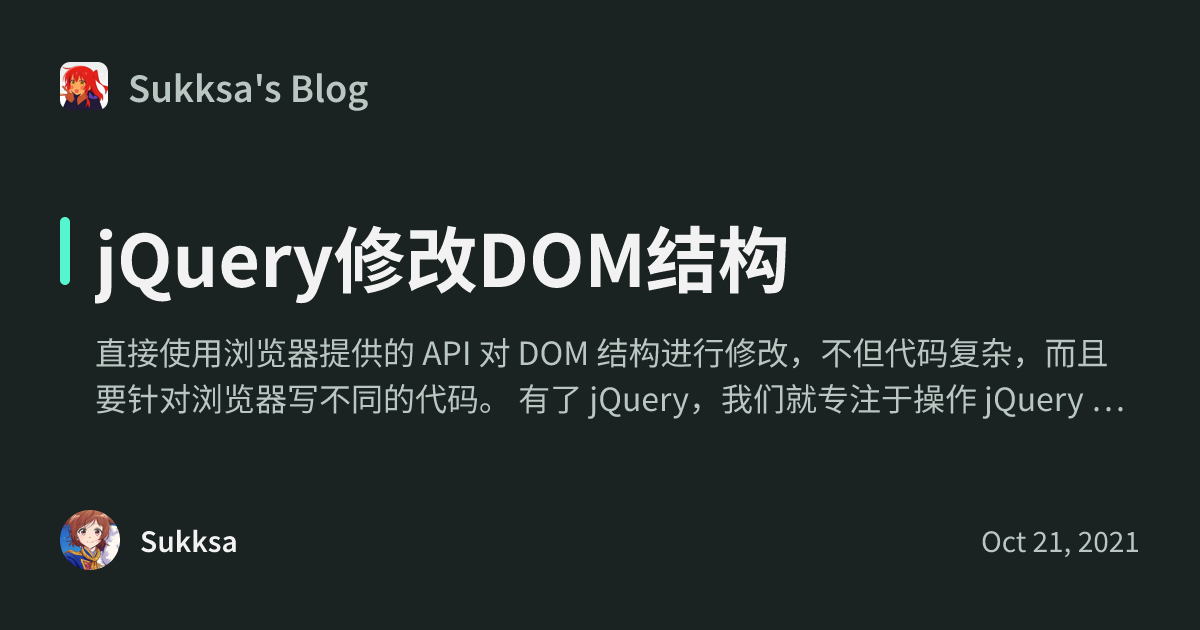 Sukksa's Blog
jQuery修改DOM结构
直接使用浏览器提供的 API 对 DOM 结构进行修改，不但代码复杂，而且
要针对浏览器写不同的代码。 有了 jQuery，我们就专注于操作 jQuery …
Sukksa
Oct 21, 2021